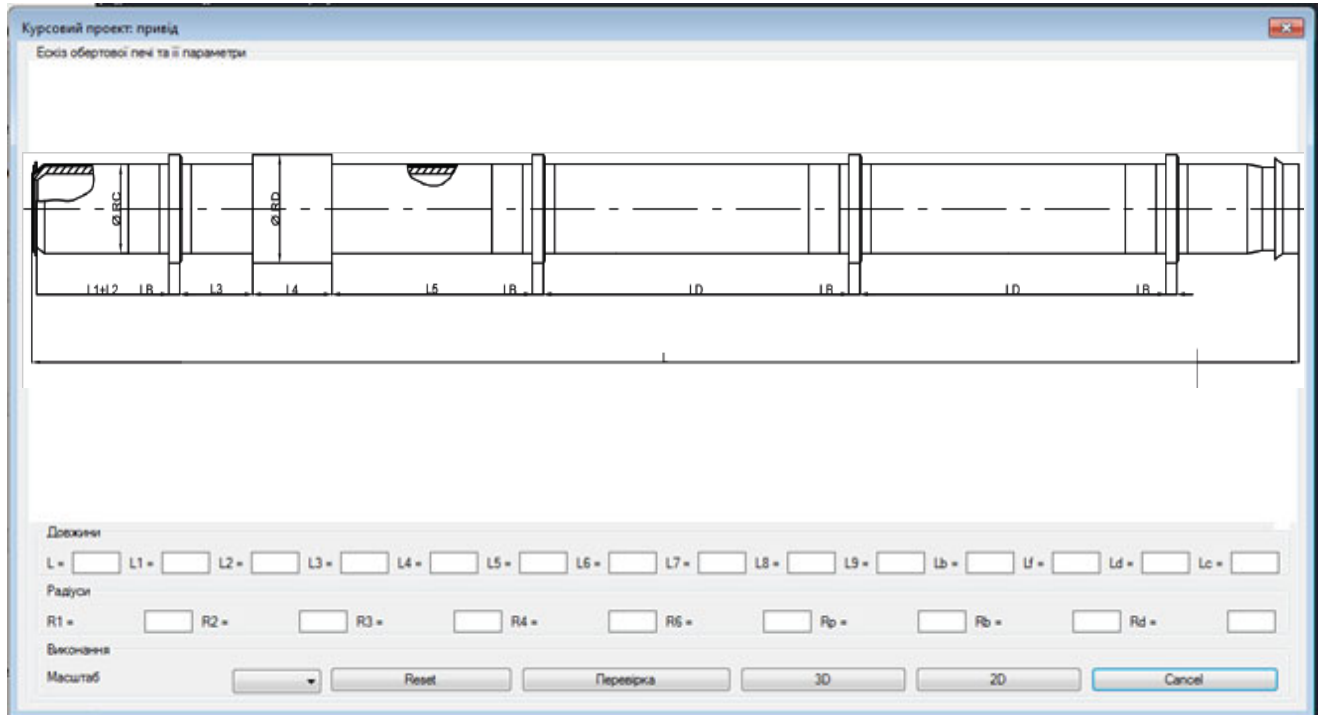 Курсовий проект: привід
Ескіз обертової печі та її параметри
Ø RC
Ø RD
L1+L2 LB L3 L4 L5 LB LD LB LD LB
L
Довжини
L = L1 = L2 = L3 = L4 = L5 = L6 = L7 = L8 = L9 = Lb = Lf = Ld = Lc =
Радіуси
R1 = R2 = R3 = R4 = R6 = Rp = Rb = Rd =
Виконання
Масштаб Reset Перевірка 3D 2D Cancel